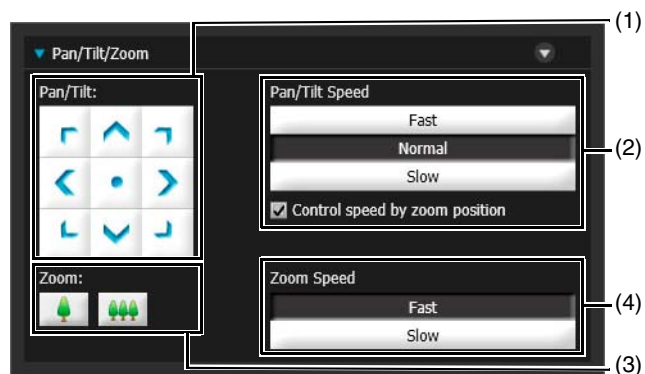 (1)
Pan/Tilt/Zoom
Pan/Tilt:
Pan/Tilt Speed
Fast
Normal
(2)
Slow
Control speed by zoom position
Zoom:
Zoom Speed
Fast
(4)
Slow
(3)